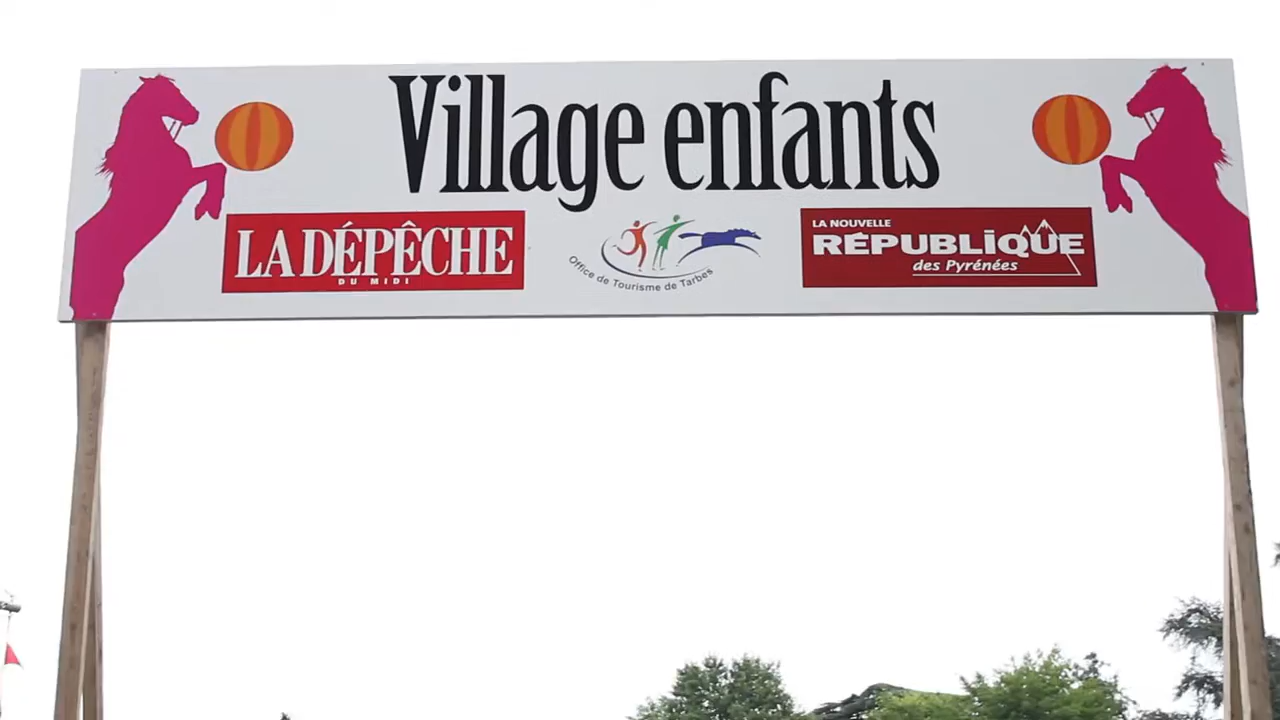 Village enfants
LA DÉPÊCHE
DU MIDI
Office de Tourisme de Tarbes
LA NOUVELLE
RÉPUBLiQUE
des Pyrénées